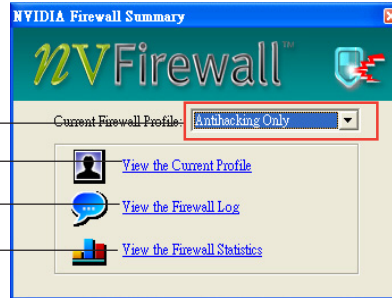 NVIDIA Firewall Summary
nVFirewall™
Current Firewall Profile: Antihacking Only
View the Current Profile
View the Firewall Log
View the Firewall Statistics